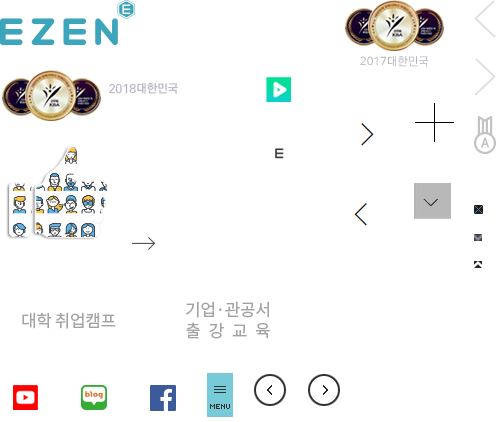 EZEN E
2017대한민국
2018대한민국
A
E
대학 취업캠프
기업·관공서
출 강 교 육
blog
MENU